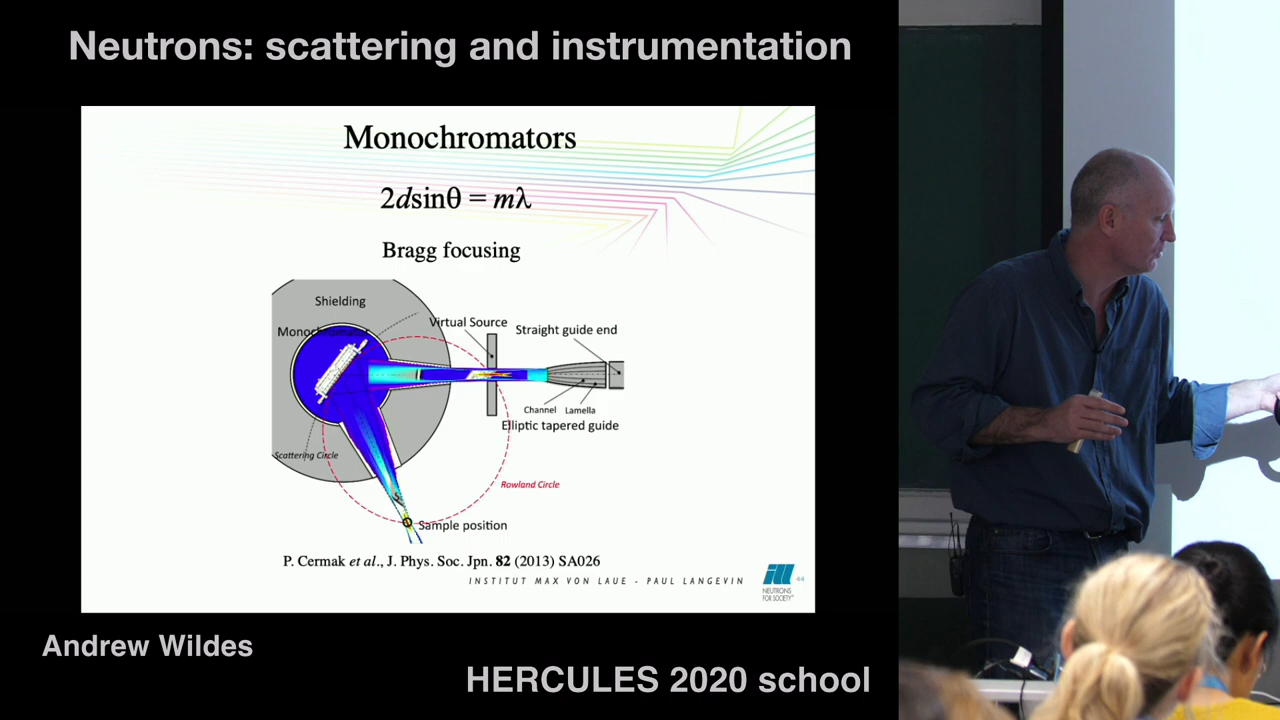 Neutrons: scattering and instrumentation
Monochromators
2dsinθ = mλ
Bragg focusing
Shielding
Monochromator
Virtual Source
Straight guide end
Channel
Lamella
Elliptic tapered guide
Scattering Circle
Rowland Circle
Sample position
P. Cermak et al., J. Phys. Soc. Jpn. 82 (2013) SA026
INSTITUT MAX VON LAUE - PAUL LANGEVIN
ill
NEUTRONS
FOR SOCIETY
44
Andrew Wildes
HERCULES 2020 school